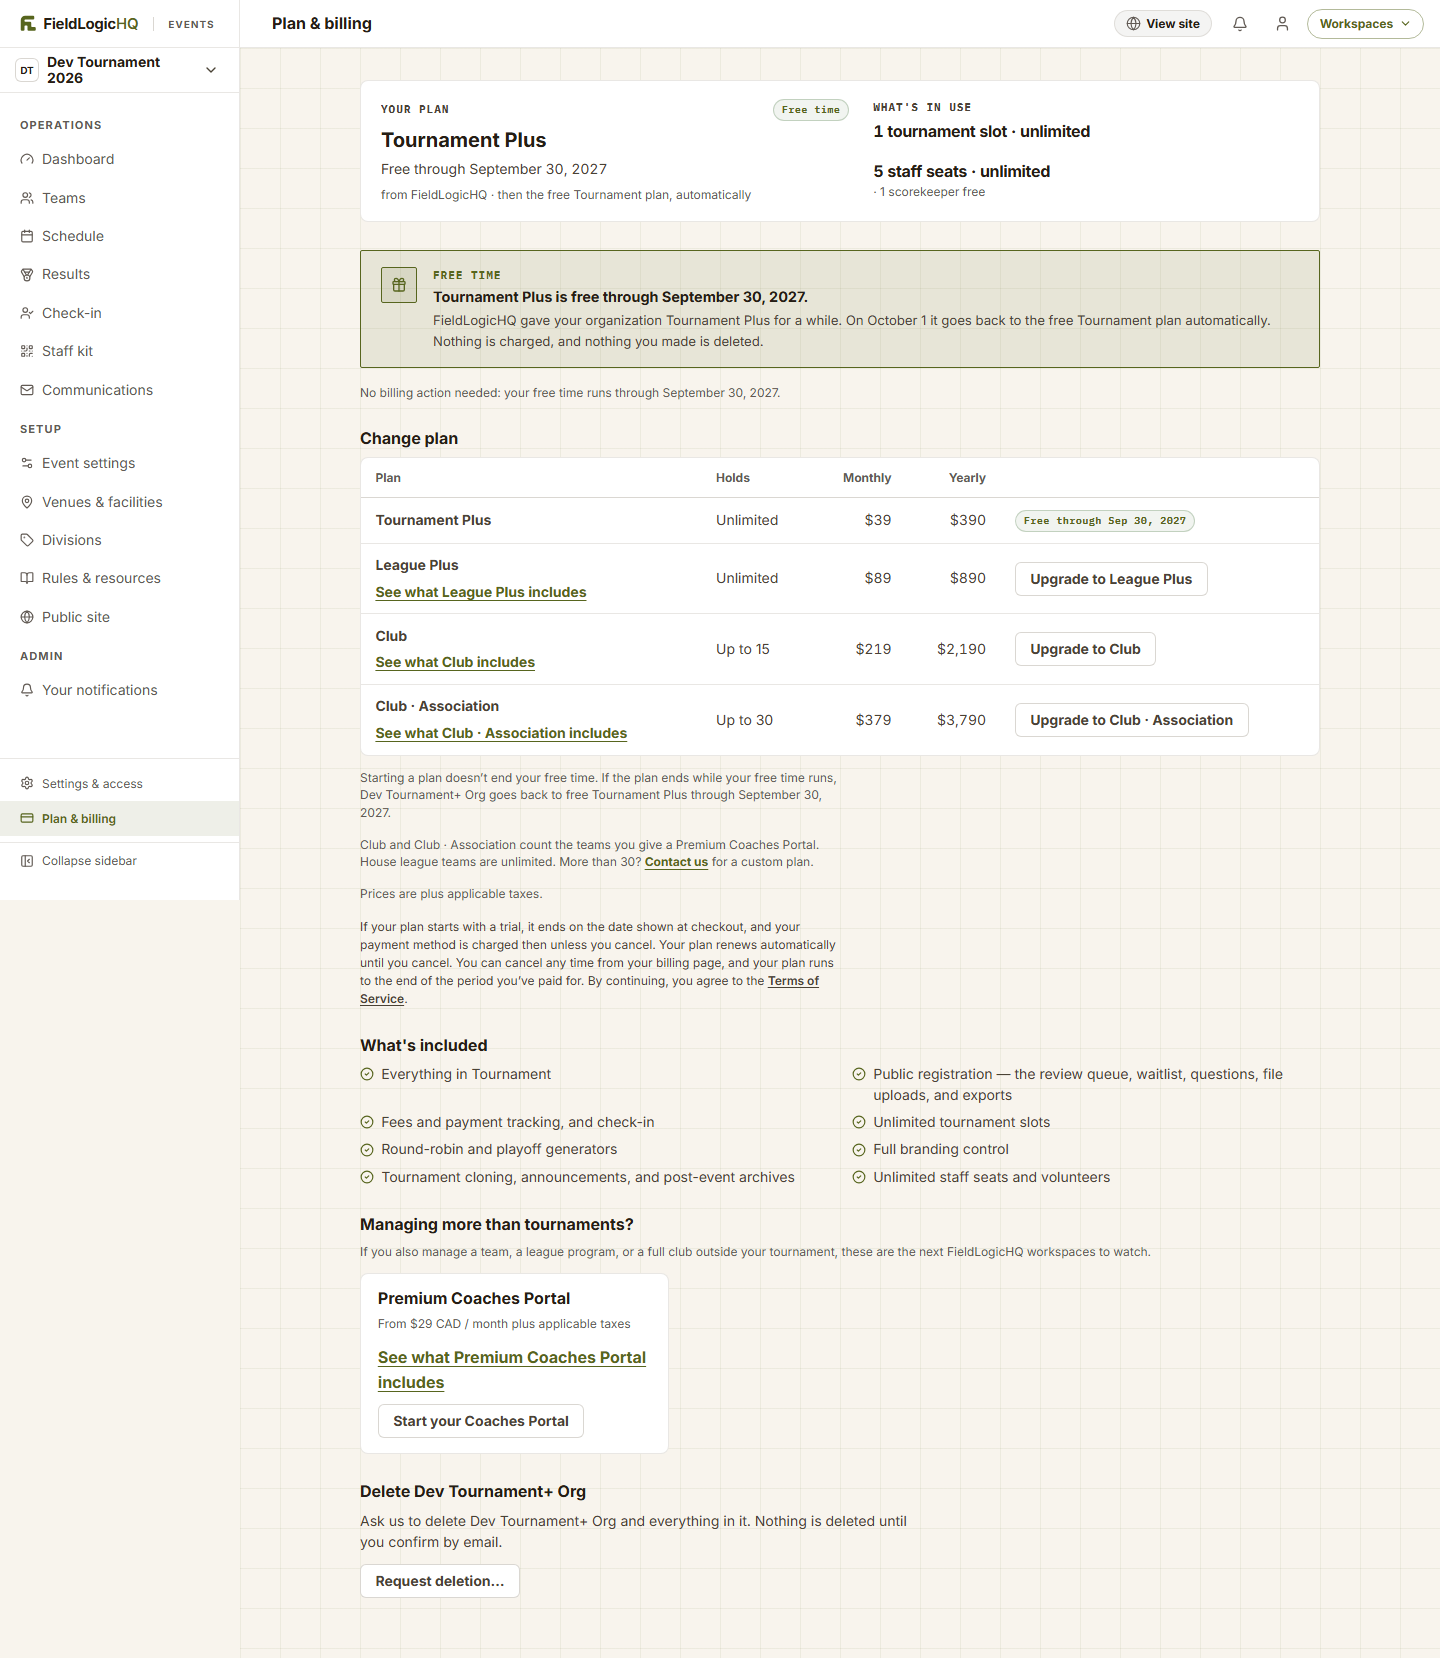 FieldLogicHQ EVENTS
Plan & billing
View site
Workspaces
DT
Dev Tournament
2026
OPERATIONS
Dashboard
Teams
Schedule
Results
Check-in
Staff kit
Communications
SETUP
Event settings
Venues & facilities
Divisions
Rules & resources
Public site
ADMIN
Your notifications
Settings & access
Plan & billing
Collapse sidebar
YOUR PLAN
Free time
Tournament Plus
Free through September 30, 2027
from FieldLogicHQ · then the free Tournament plan, automatically
WHAT'S IN USE
1 tournament slot · unlimited
5 staff seats · unlimited
· 1 scorekeeper free
FREE TIME
Tournament Plus is free through September 30, 2027.
FieldLogicHQ gave your organization Tournament Plus for a while. On October 1 it goes back to the free Tournament plan automatically.
Nothing is charged, and nothing you made is deleted.
No billing action needed: your free time runs through September 30, 2027.
Change plan
Plan Holds Monthly Yearly
Tournament Plus Unlimited $39 $390 Free through Sep 30, 2027
League Plus
See what League Plus includes
Unlimited $89 $890 Upgrade to League Plus
Club
See what Club includes
Up to 15 $219 $2,190 Upgrade to Club
Club · Association
See what Club · Association includes
Up to 30 $379 $3,790 Upgrade to Club · Association
Starting a plan doesn’t end your free time. If the plan ends while your free time runs,
Dev Tournament+ Org goes back to free Tournament Plus through September 30,
2027.
Club and Club · Association count the teams you give a Premium Coaches Portal.
House league teams are unlimited. More than 30? Contact us for a custom plan.
Prices are plus applicable taxes.
If your plan starts with a trial, it ends on the date shown at checkout, and your
payment method is charged then unless you cancel. Your plan renews automatically
until you cancel. You can cancel any time from your billing page, and your plan runs
to the end of the period you’ve paid for. By continuing, you agree to the Terms of
Service.
What's included
Everything in Tournament
Public registration — the review queue, waitlist, questions, file
uploads, and exports
Fees and payment tracking, and check-in
Unlimited tournament slots
Round-robin and playoff generators
Full branding control
Tournament cloning, announcements, and post-event archives
Unlimited staff seats and volunteers
Managing more than tournaments?
If you also manage a team, a league program, or a full club outside your tournament, these are the next FieldLogicHQ workspaces to watch.
Premium Coaches Portal
From $29 CAD / month plus applicable taxes
See what Premium Coaches Portal
includes
Start your Coaches Portal
Delete Dev Tournament+ Org
Ask us to delete Dev Tournament+ Org and everything in it. Nothing is deleted until
you confirm by email.
Request deletion...